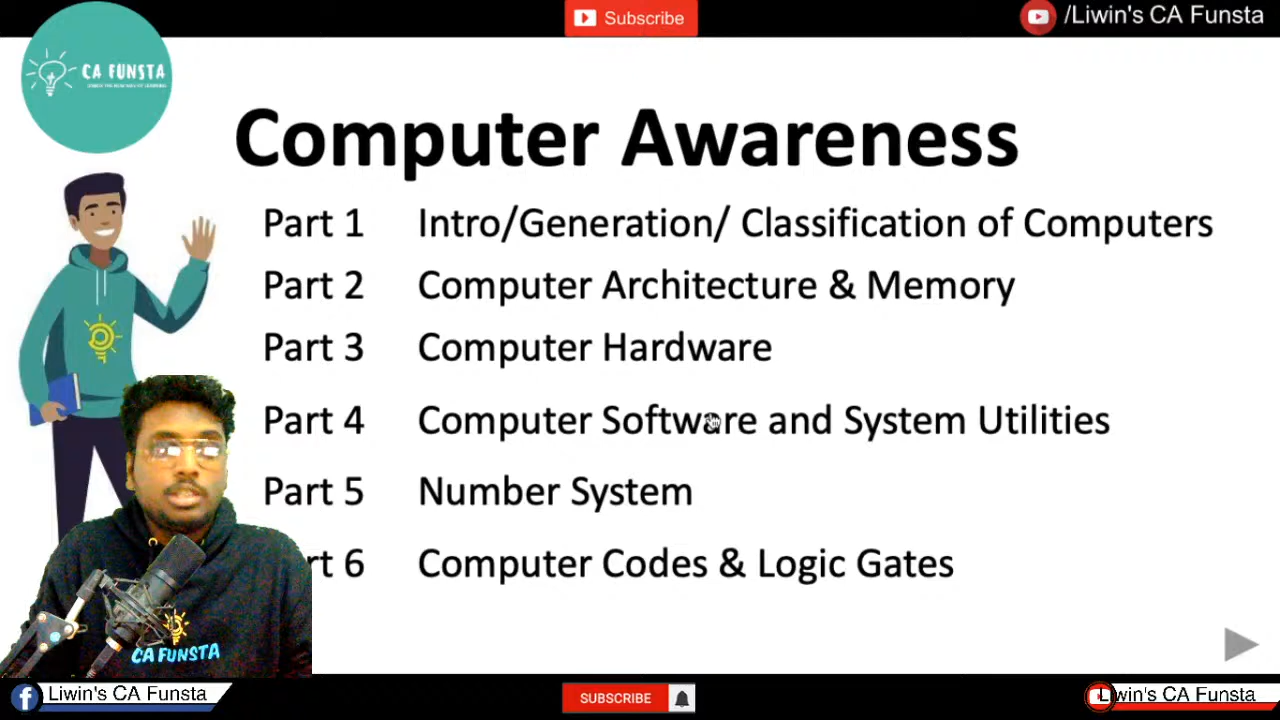 Subscribe
/Liwin's CA Funsta
CA FUNSTA
Computer Awareness
Part 1 Intro/Generation/ Classification of Computers
Part 2 Computer Architecture & Memory
Part 3 Computer Hardware
Part 4 Computer Software and System Utilities
Part 5 Number System
rt 6 Computer Codes & Logic Gates
CA FUNSTA
Liwin's CA Funsta
SUBSCRIBE
Liwin's CA Funsta